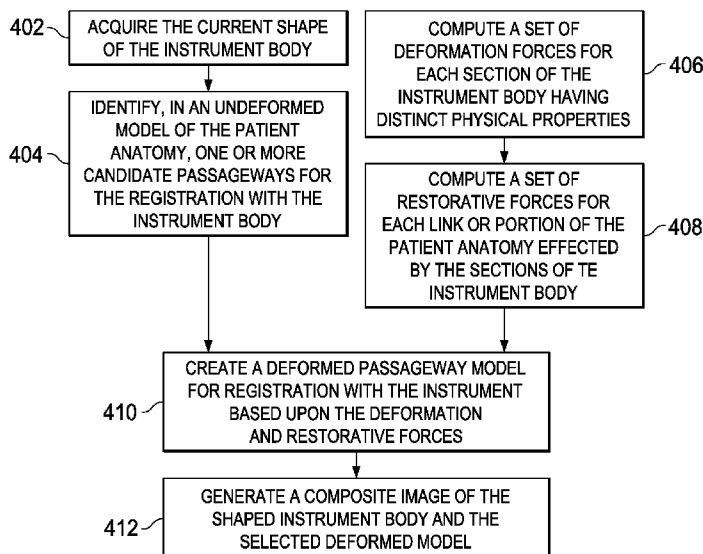 402
ACQUIRE THE CURRENT SHAPE
OF THE INSTRUMENT BODY
404
IDENTIFY, IN AN UNDEFORMED
MODEL OF THE PATIENT
ANATOMY, ONE OR MORE
CANDIDATE PASSAGEWAYS FOR
THE REGISTRATION WITH THE
INSTRUMENT BODY
COMPUTE A SET OF
DEFORMATION FORCES FOR
EACH SECTION OF THE
INSTRUMENT BODY HAVING
DISTINCT PHYSICAL PROPERTIES
406
COMPUTE A SET OF
RESTORATIVE FORCES FOR
EACH LINK OR PORTION OF THE
PATIENT ANATOMY EFFECTED
BY THE SECTIONS OF TE
INSTRUMENT BODY
408
410
CREATE A DEFORMED PASSAGEWAY MODEL
FOR REGISTRATION WITH THE INSTRUMENT
BASED UPON THE DEFORMATION
AND RESTORATIVE FORCES
412
GENERATE A COMPOSITE IMAGE OF THE
SHAPED INSTRUMENT BODY AND THE
SELECTED DEFORMED MODEL